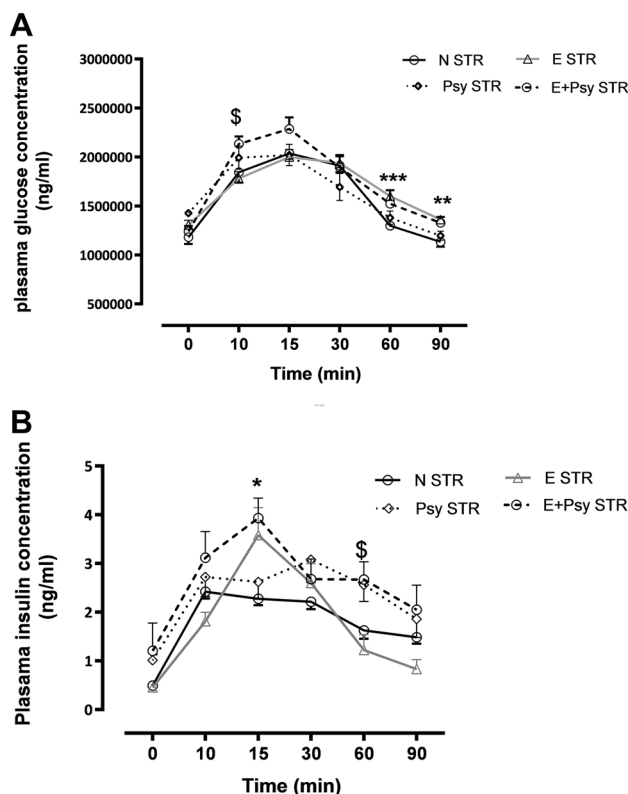 A
N STR
E STR
Psy STR
E+Psy STR
plasama glucose concentration
(ng/ml)
3000000
2500000
2000000
1500000
1000000
500000
$
***
**
0 10 15 30 60 90
Time (min)
B
N STR
E STR
Psy STR
E+Psy STR
Plasama insulin concentration
(ng/ml)
5
4
3
2
1
0
*
$
0 10 15 30 60 90
Time (min)